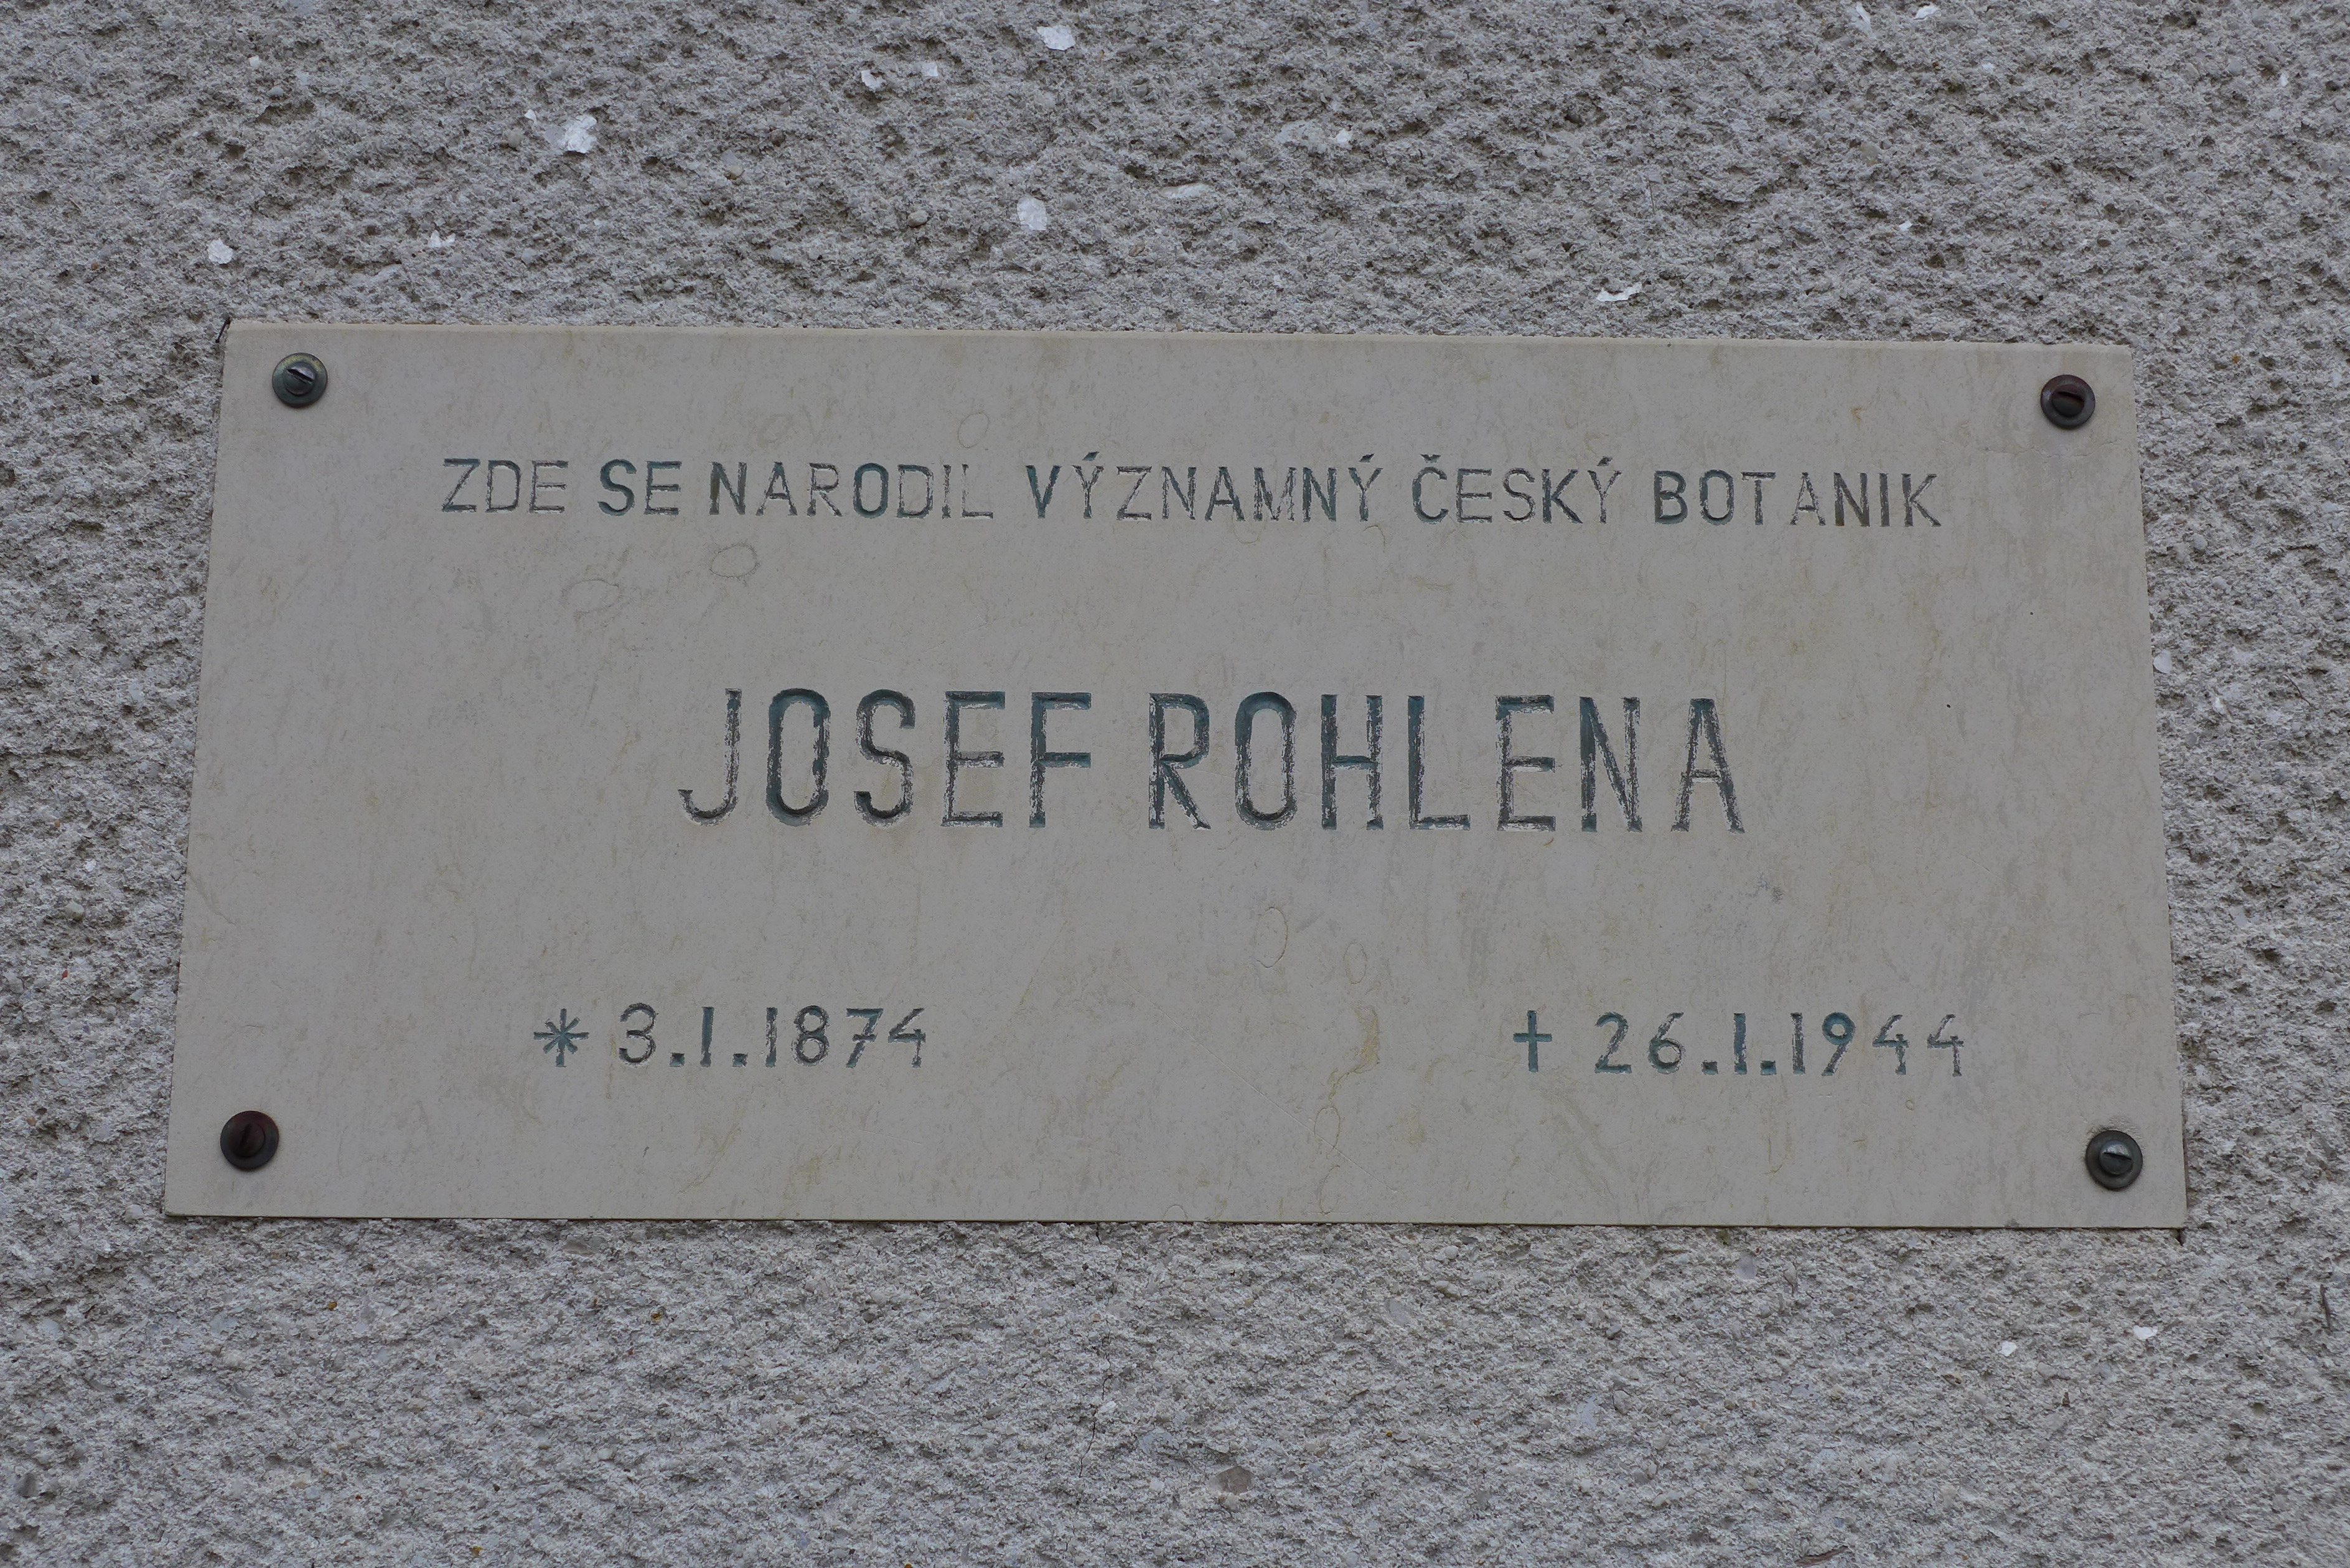 ZDE SE NARODIL VÝZNAMNÝ ČESKÝ BOTANIK
JOSEF ROHLENA
* 3.1.1874 + 26.1.1944